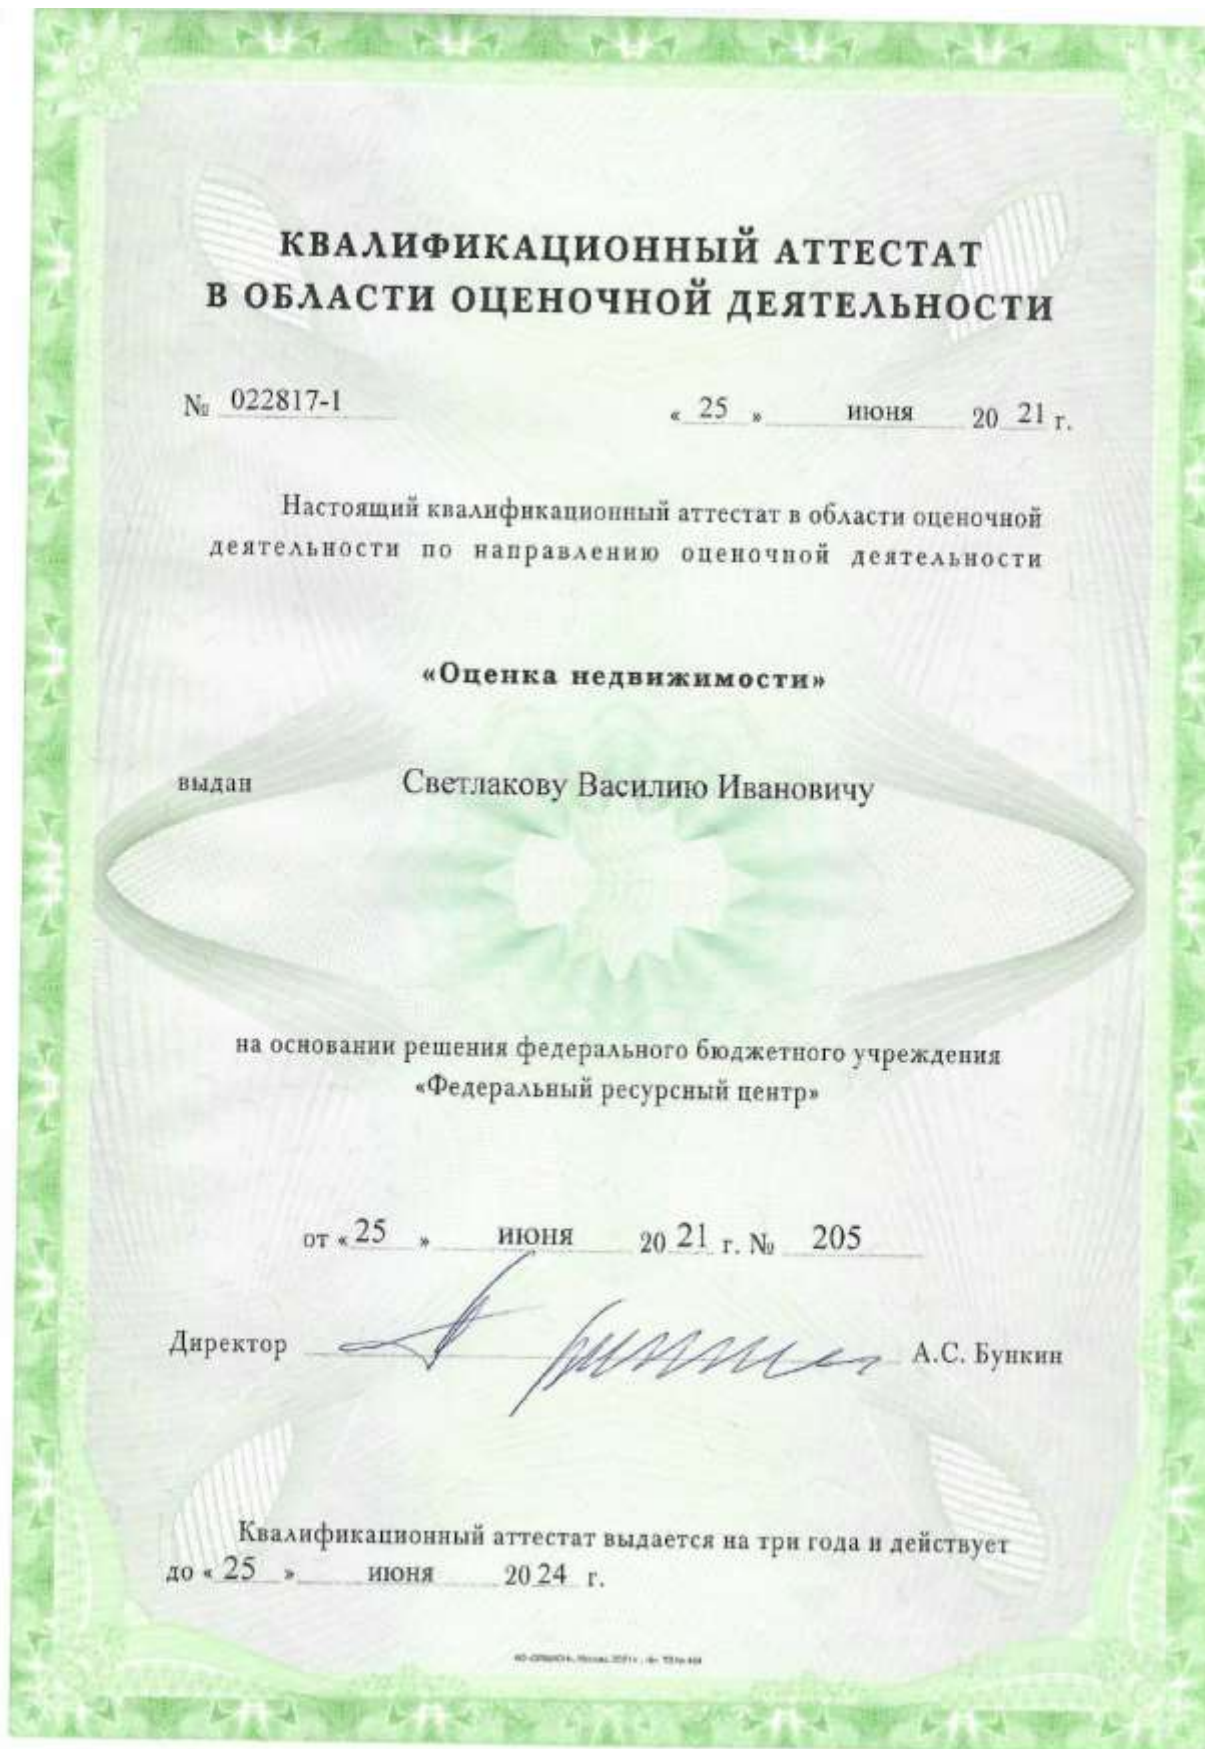 КВАЛИФИКАЦИОННЫЙ АТТЕСТАТ
В ОБЛАСТИ ОЦЕНОЧНОЙ ДЕЯТЕЛЬНОСТИ
№ 022817-1 « 25 » июня 20 21 г.
Настоящий квалификационный аттестат в области оценочной
деятельности по направлению оценочной деятельности
«Оценка недвижимости»
выдан Светлакову Василию Ивановичу
на основании решения федерального бюджетного учреждения
«Федеральный ресурсный центр»
от « 25 » июня 20 21 г. № 205
Директор А.С. Бункин
Квалификационный аттестат выдается на три года и действует
до « 25 » июня 20 24 г.